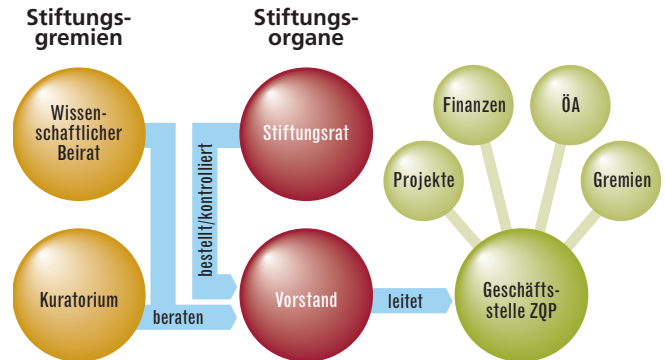 Stiftungs-
gremien
Stiftungs-
organe
Wissen-
schaftlicher
Beirat
Stiftungsrat
Finanzen
ÖA
Projekte
Gremien
bestellt/kontrolliert
Kuratorium
beraten
Vorstand
leitet
Geschäfts-
stelle ZQP